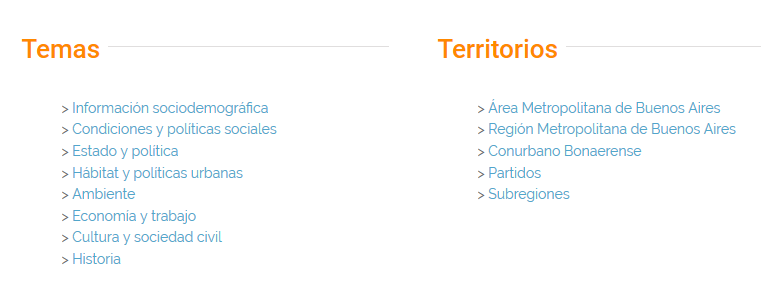 Temas
> Información sociodemográfica
> Condiciones y políticas sociales
> Estado y política
> Hábitat y políticas urbanas
> Ambiente
> Economía y trabajo
> Cultura y sociedad civil
> Historia
Territorios
> Área Metropolitana de Buenos Aires
> Región Metropolitana de Buenos Aires
> Conurbano Bonaerense
> Partidos
> Subregiones